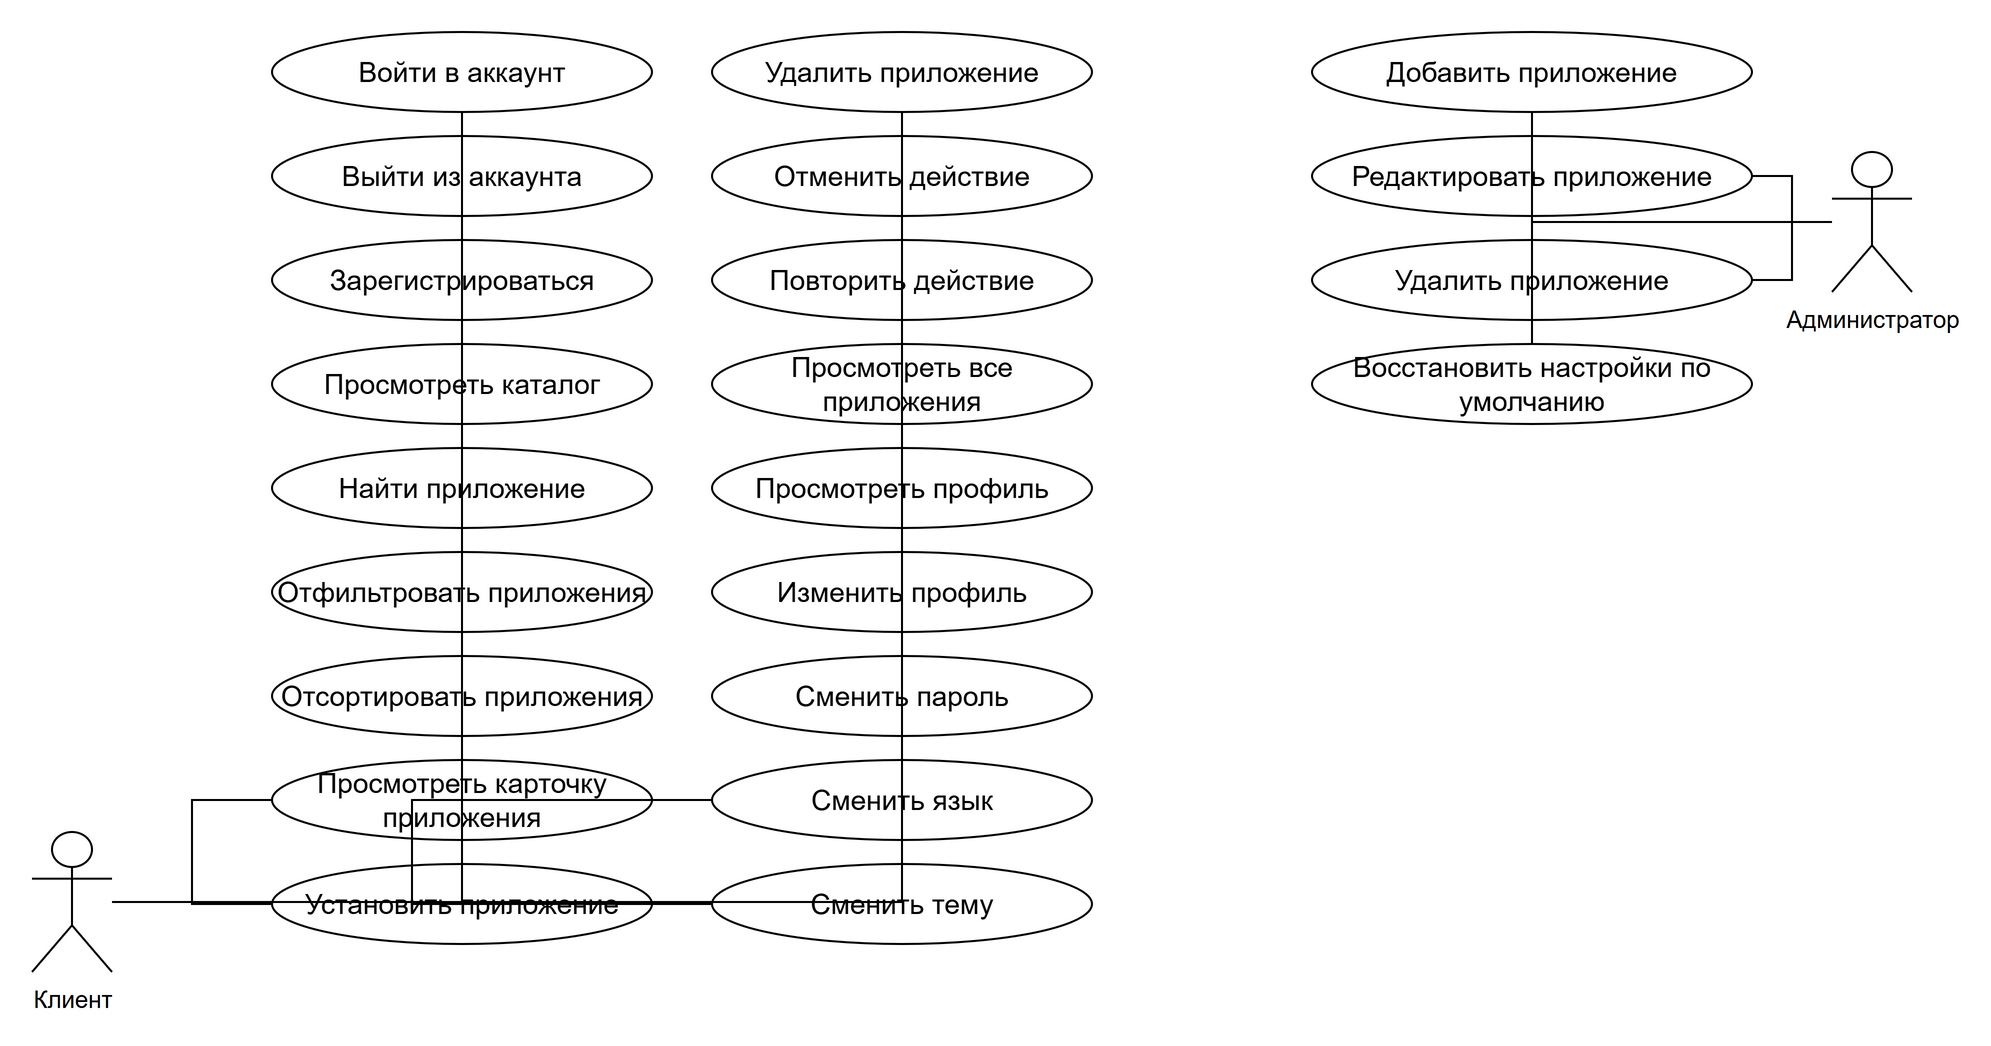 Войти в аккаунт
Выйти из аккаунта
Зарегистрироваться
Просмотреть каталог
Найти приложение
Отфильтровать приложения
Отсортировать приложения
Просмотреть карточку
приложения
Установить приложение
Удалить приложение
Отменить действие
Повторить действие
Просмотреть все
приложения
Просмотреть профиль
Изменить профиль
Сменить пароль
Сменить язык
Сменить тему
Добавить приложение
Редактировать приложение
Удалить приложение
Восстановить настройки по
умолчанию
Администратор
Клиент